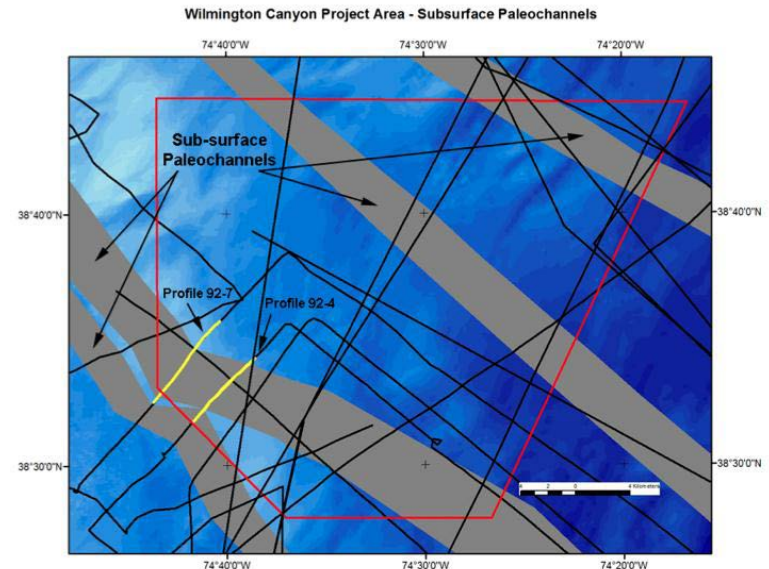 Wilmington Canyon Project Area - Subsurface Paleochannels
74°40'0"W 74°30'0"W 74°20'0"W
Sub-surface
Paleochannels
38°40'0"N 38°40'0"N
Profile 92-7
Profile 92-4
38°30'0"N 38°30'0"N
4 Kilometers
74°40'0"W 74°30'0"W 74°20'0"W